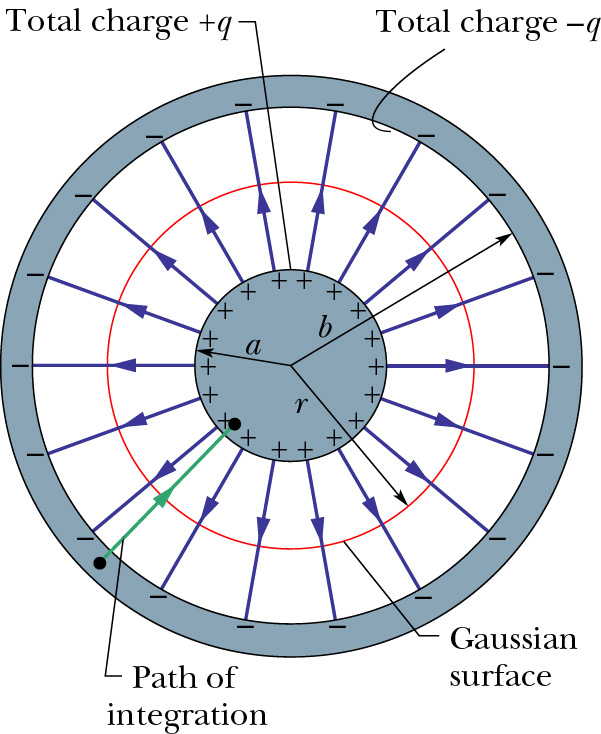 Total charge +q
Total charge –q
a
b
r
Gaussian
surface
Path of
integration